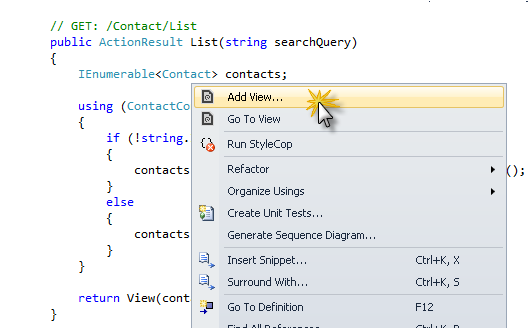 // GET: /Contact/List
public ActionResult List(string searchQuery)
{
IEnumerable<Contact> contacts;
using (ContactCo
{
if (!string.
{
contacts ();
}
else
{
contacts
}
}
return View(cont
}
Add View...
Go To View
Run StyleCop
Refactor
Organize Usings
Create Unit Tests...
Generate Sequence Diagram...
Insert Snippet... Ctrl+K, X
Surround With... Ctrl+K, S
Go To Definition F12